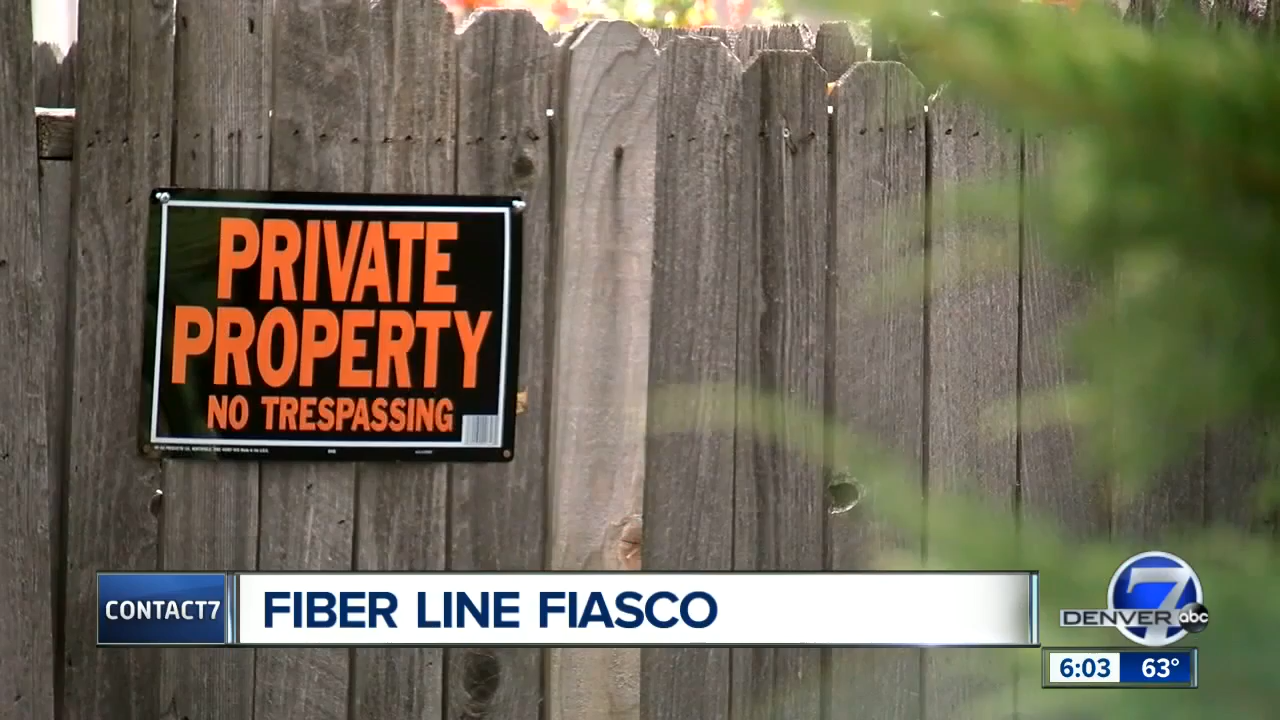 PRIVATE
PROPERTY
NO TRESPASSING
CONTACT7 FIBER LINE FIASCO
DENVER 7 abc
6:03 63°